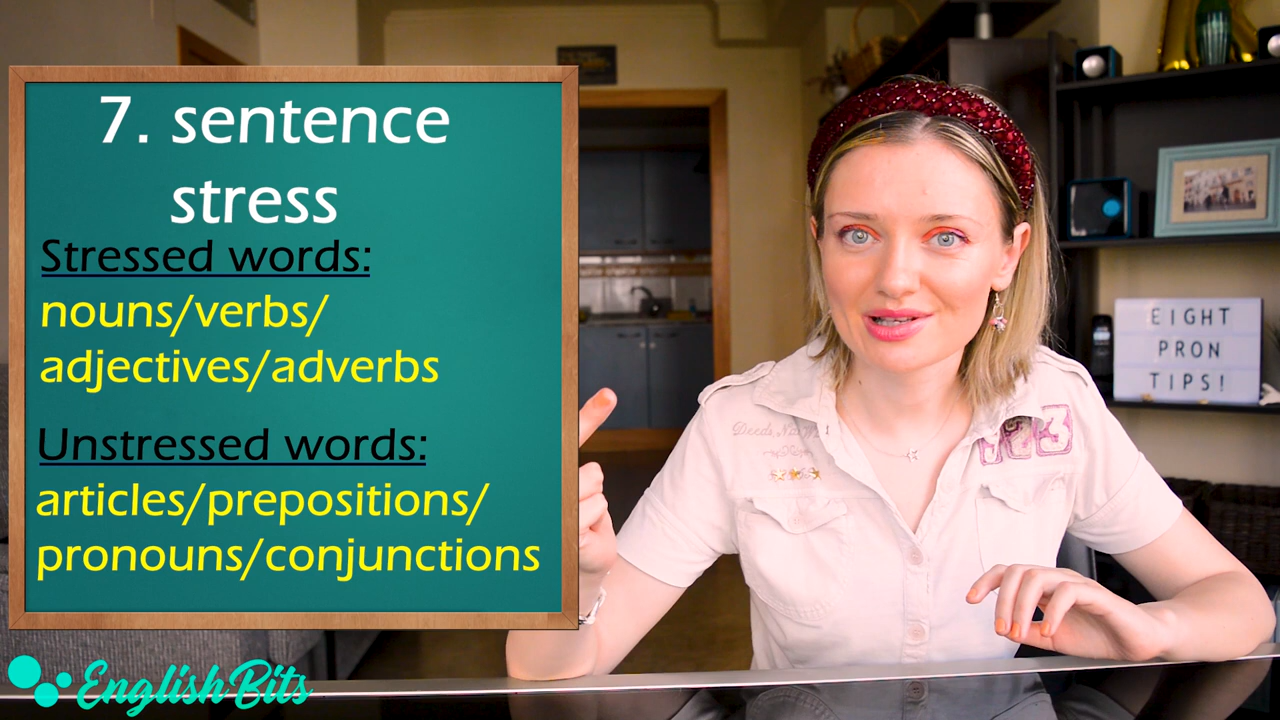 7. sentence
stress
Stressed words:
nouns/verbs/
adjectives/adverbs
Unstressed words:
articles/prepositions/
pronouns/conjunctions
EIGHT
PRON
TIPS!
923
EnglishBits